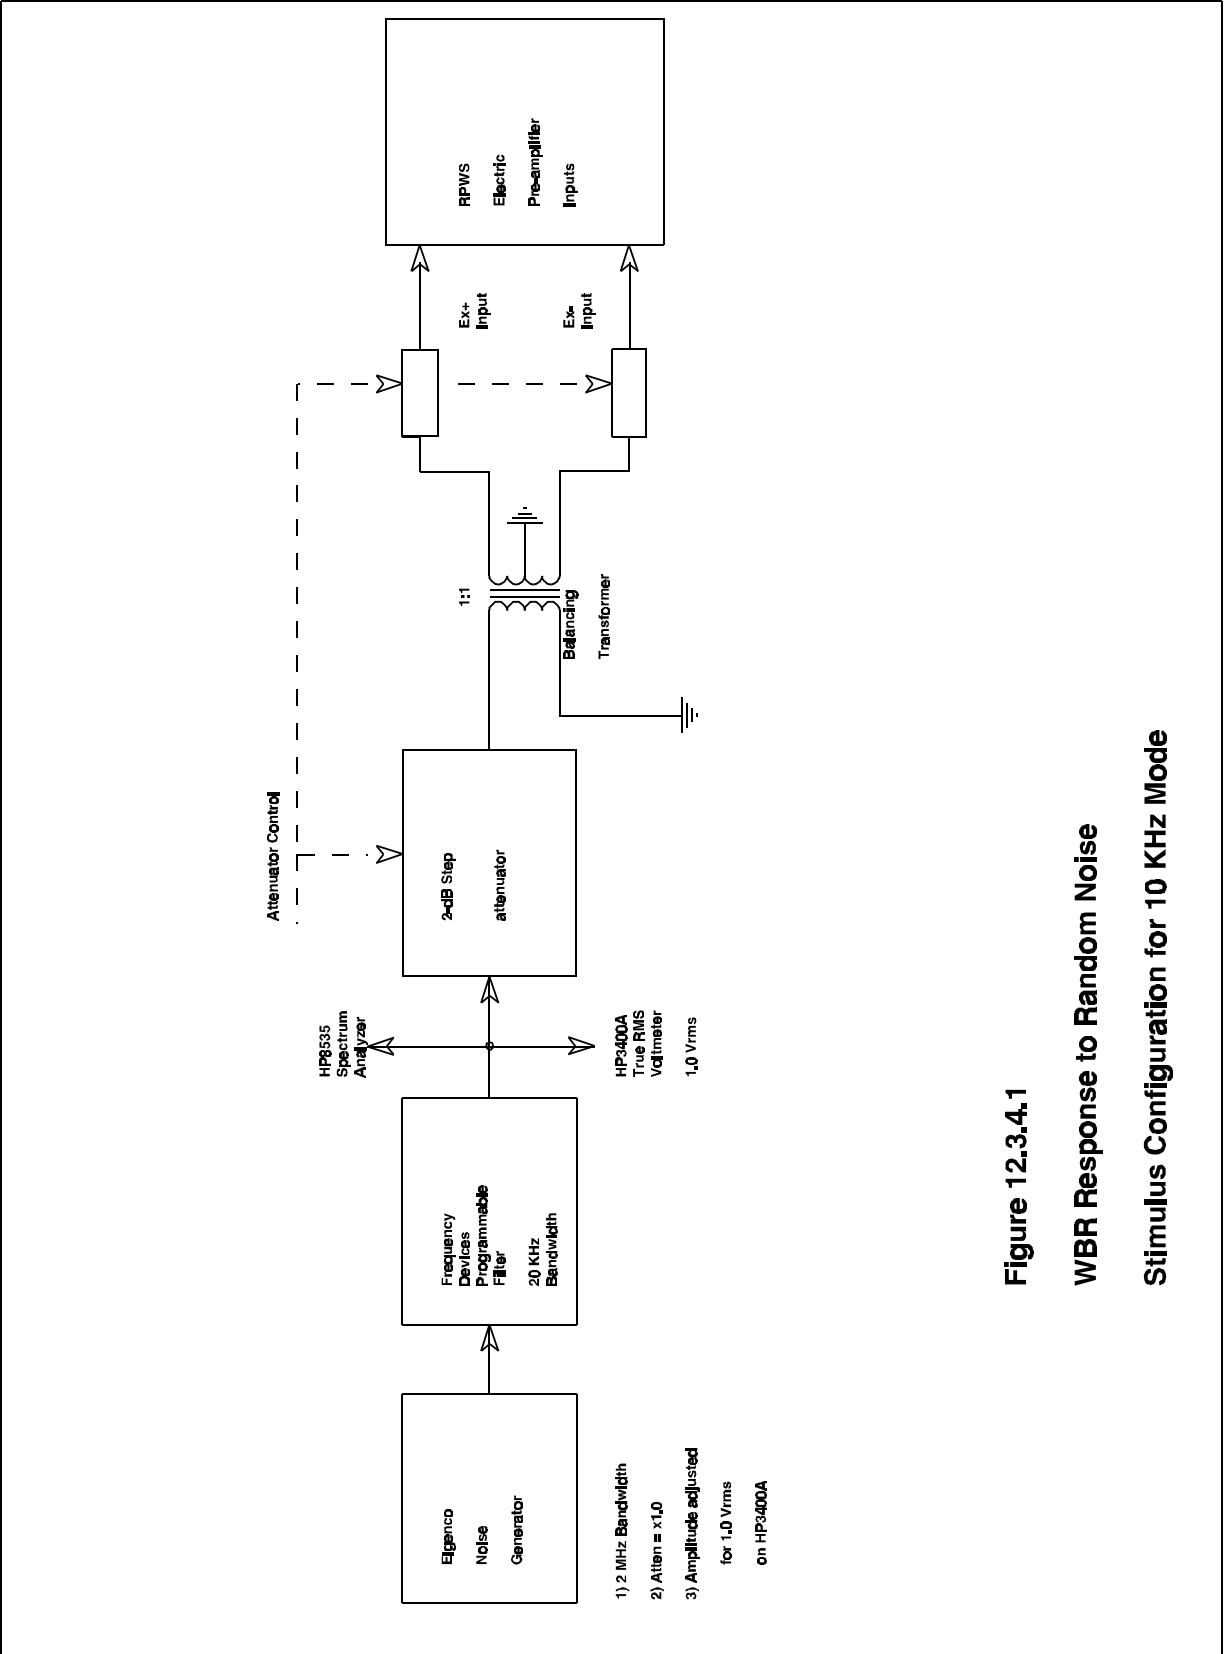 Attenuator Control
HP8535
Spectrum
Analyzer
Elgenco
Noise
Generator
Frequency
Devices
Programmable
Filter
20 KHz
Bandwidth
2-dB Step
attenuator
1:1
Balancing
Transformer
Ex+
Input
Ex-
Input
RPWS
Electric
Pre-amplifier
Inputs
1) 2 MHz Bandwidth
2) Atten = x1.0
3) Amplitude adjusted
for 1.0 Vrms
on HP3400A
HP3400A
True RMS
Voltmeter
1.0 Vrms
Figure 12.3.4.1
WBR Response to Random Noise
Stimulus Configuration for 10 KHz Mode